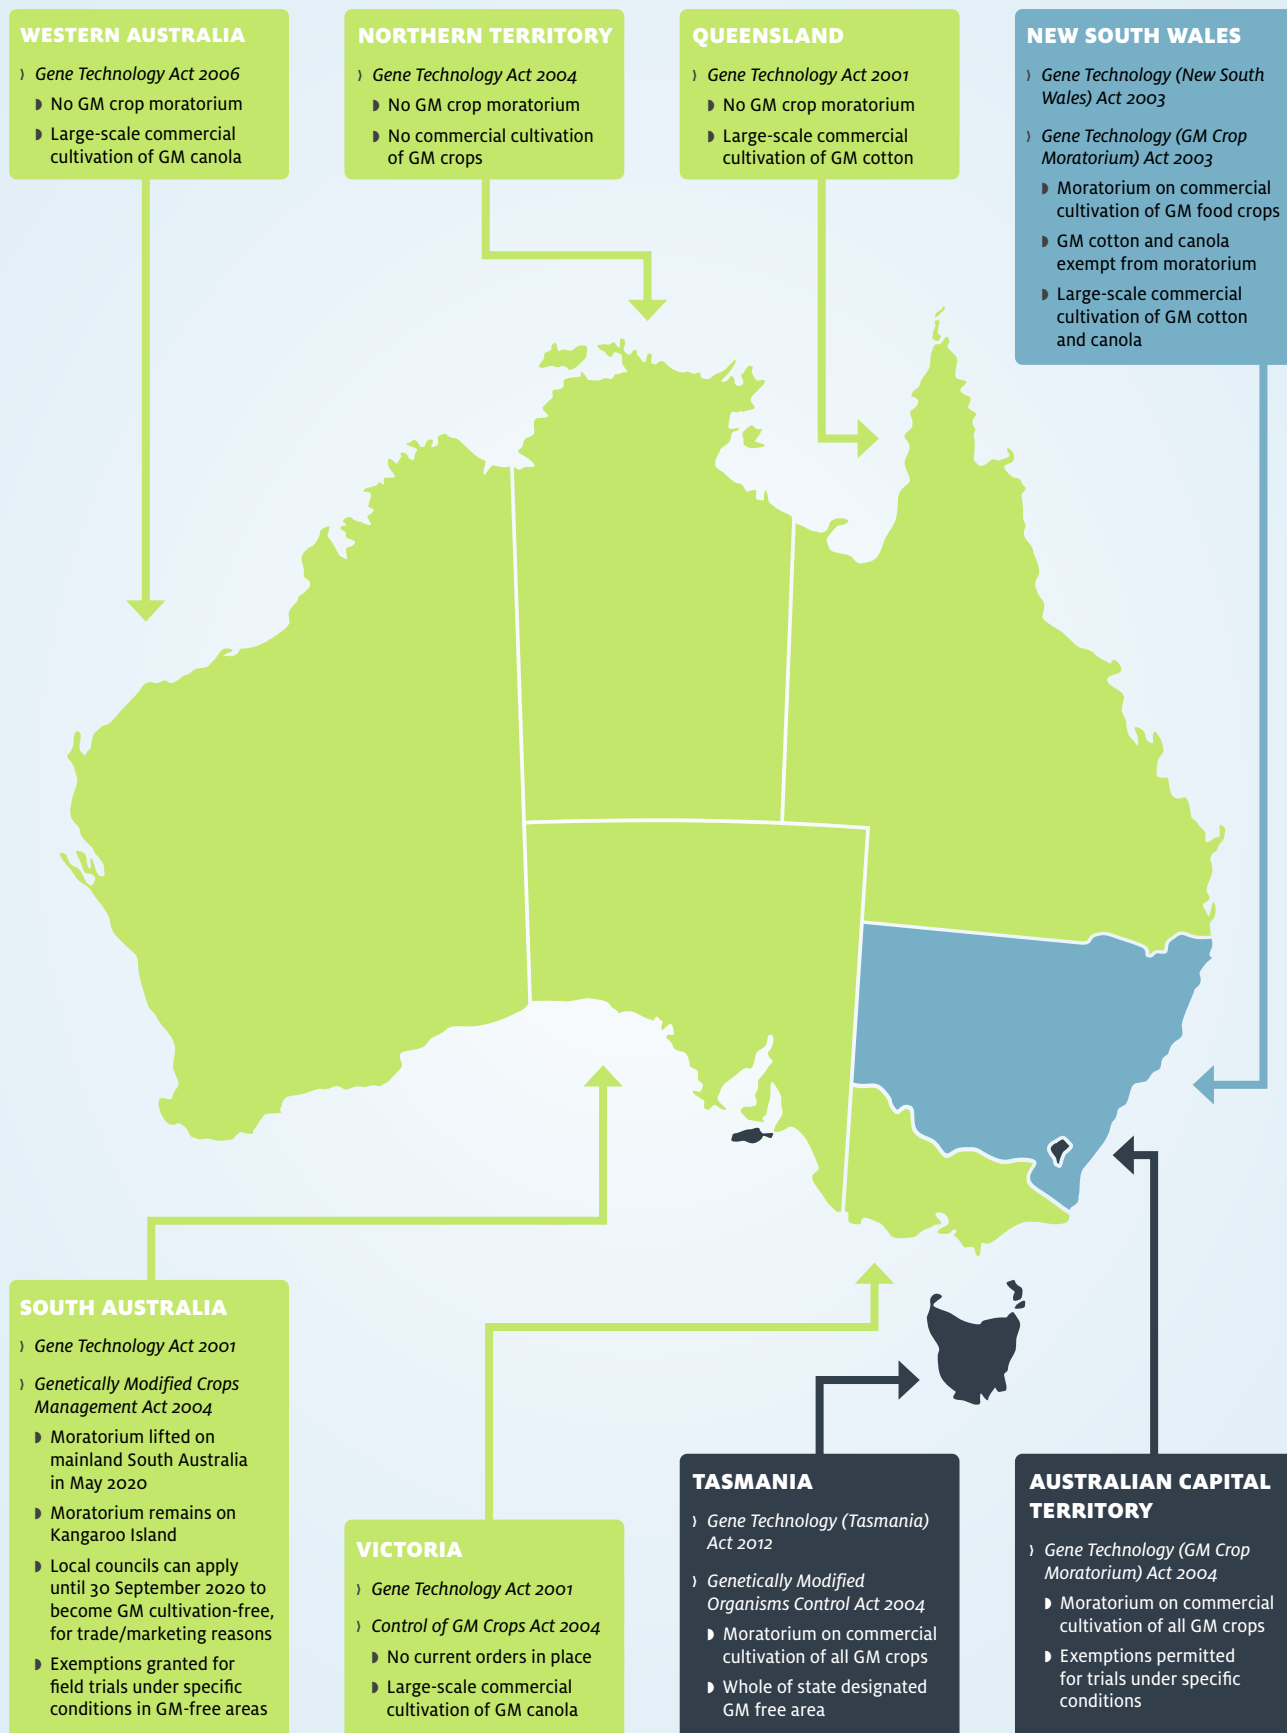 WESTERN AUSTRALIA
Gene Technology Act 2006
No GM crop moratorium
Large-scale commercial
cultivation of GM canola
NORTHERN TERRITORY
Gene Technology Act 2004
No GM crop moratorium
No commercial cultivation
of GM crops
QUEENSLAND
Gene Technology Act 2001
No GM crop moratorium
Large-scale commercial
cultivation of GM cotton
NEW SOUTH WALES
Gene Technology (New South
Wales) Act 2003
Gene Technology (GM Crop
Moratorium) Act 2003
Moratorium on commercial
cultivation of GM food crops
GM cotton and canola
exempt from moratorium
Large-scale commercial
cultivation of GM cotton
and canola
SOUTH AUSTRALIA
Gene Technology Act 2001
Genetically Modified Crops
Management Act 2004
Moratorium lifted on
mainland South Australia
in May 2020
Moratorium remains on
Kangaroo Island
Local councils can apply
until 30 September 2020 to
become GM cultivation-free,
for trade/marketing reasons
Exemptions granted for
field trials under specific
conditions in GM-free areas
VICTORIA
Gene Technology Act 2001
Control of GM Crops Act 2004
No current orders in place
Large-scale commercial
cultivation of GM canola
TASMANIA
Gene Technology (Tasmania)
Act 2012
Genetically Modified
Organisms Control Act 2004
Moratorium on commercial
cultivation of all GM crops
Whole of state designated
GM free area
AUSTRALIAN CAPITAL
TERRITORY
Gene Technology (GM Crop
Moratorium) Act 2004
Moratorium on commercial
cultivation of all GM crops
Exemptions permitted
for trials under specific
conditions